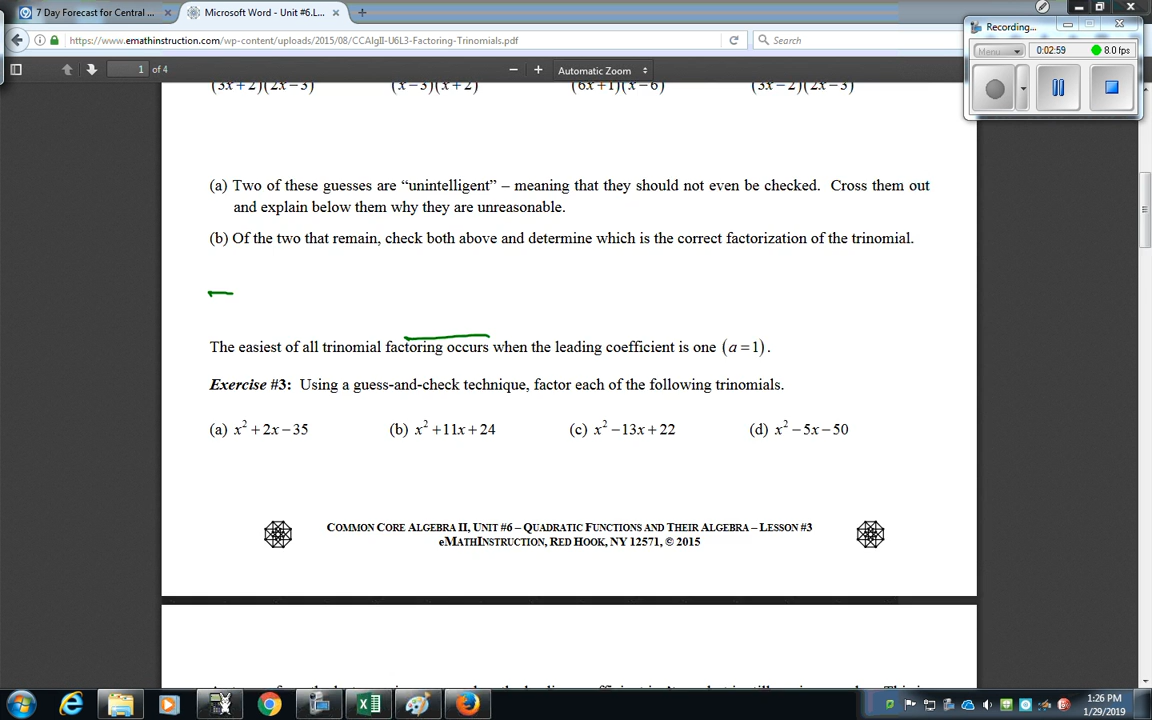 7 Day Forecast for Central ...
Microsoft Word - Unit #6.L...
https://www.emathinstruction.com/wp-content/uploads/2015/08/CCAlgII-U6L3-Factoring-Trinomials.pdf
Search
Recording...
Menu
0:02:59
8.0 fps
1 of 4
Automatic Zoom
(3x+2)(2x−3) (x−3)(x+2) (6x+1)(x−6) (3x−2)(2x−3)
(a) Two of these guesses are “unintelligent” – meaning that they should not even be checked. Cross them out
and explain below them why they are unreasonable.
(b) Of the two that remain, check both above and determine which is the correct factorization of the trinomial.
The easiest of all trinomial factoring occurs when the leading coefficient is one (a=1).
Exercise #3: Using a guess-and-check technique, factor each of the following trinomials.
(a) x²+2x−35 (b) x²+11x+24 (c) x²−13x+22 (d) x²−5x−50
COMMON CORE ALGEBRA II, UNIT #6 – QUADRATIC FUNCTIONS AND THEIR ALGEBRA – LESSON #3
eMATHINSTRUCTION, RED HOOK, NY 12571, © 2015
1:26 PM
1/29/2019